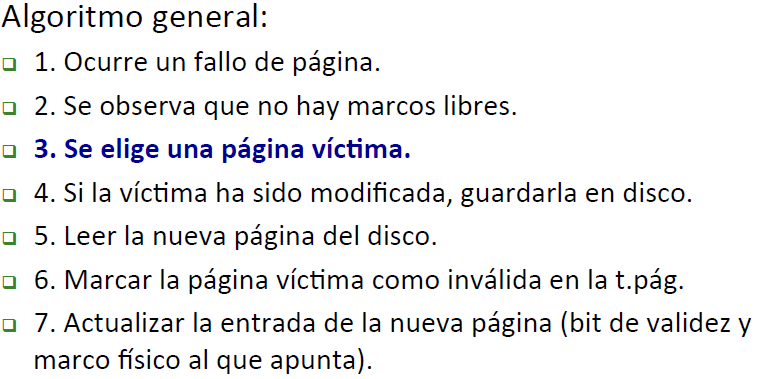 Algoritmo general:
1. Ocurre un fallo de página.
2. Se observa que no hay marcos libres.
3. Se elige una página víctima.
4. Si la víctima ha sido modificada, guardarla en disco.
5. Leer la nueva página del disco.
6. Marcar la página víctima como inválida en la t.pág.
7. Actualizar la entrada de la nueva página (bit de validez y
marco físico al que apunta).